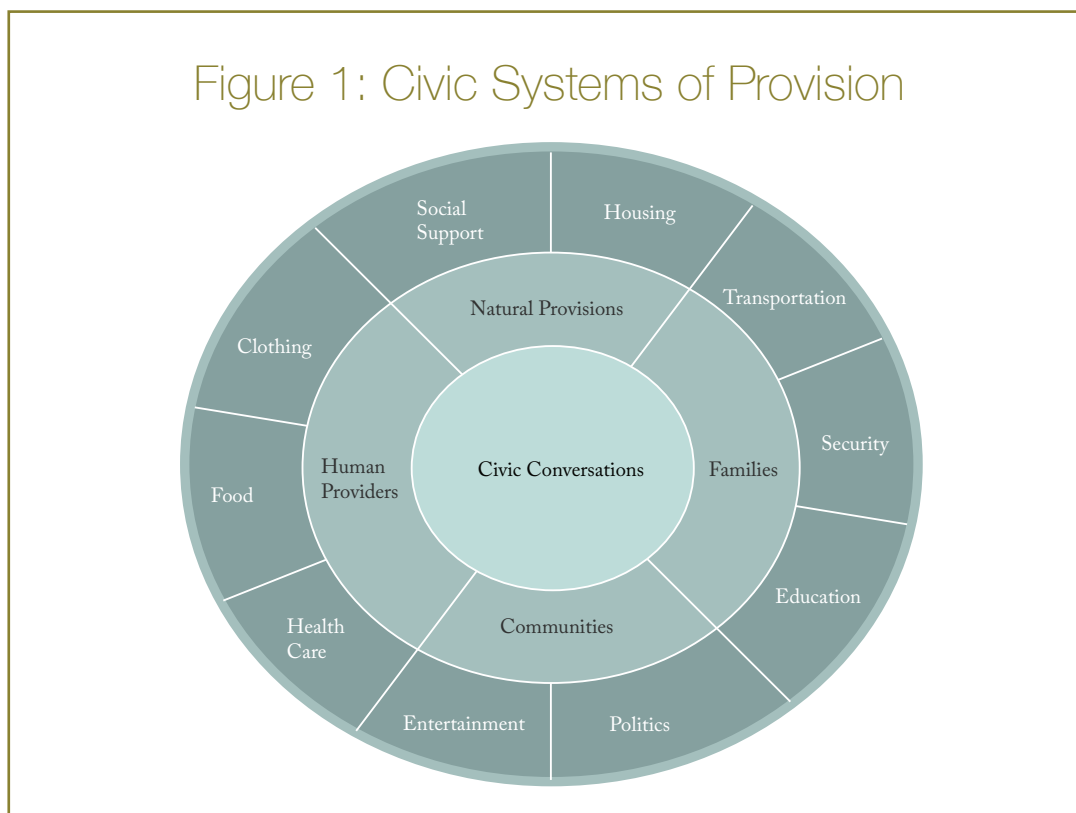 Figure 1: Civic Systems of Provision
Social
Support
Housing
Transportation
Security
Education
Politics
Entertainment
Health
Care
Food
Clothing
Natural Provisions
Families
Communities
Human
Providers
Civic Conversations